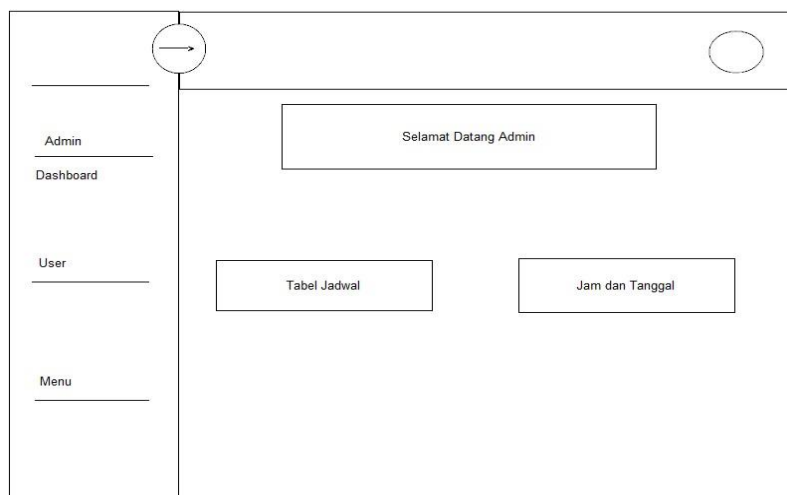 Admin
Dashboard
User
Menu
Selamat Datang Admin
Tabel Jadwal
Jam dan Tanggal